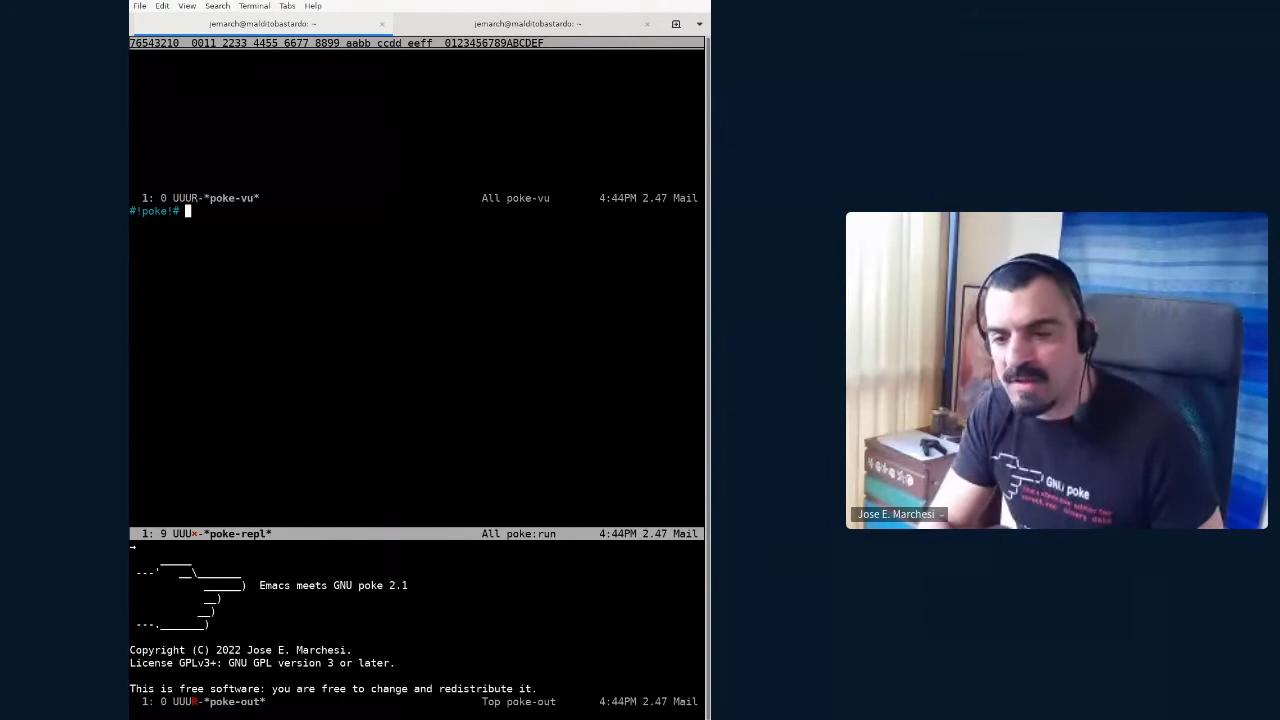 File Edit View Search Terminal Tabs Help
jemarch@malditobastardo: ~ × jemarch@malditobastardo: ~ ×
76543210 0011 2233 4455 6677 8899 aabb ccdd eeff 0123456789ABCDEF
1: 0 UUUR-*poke-vu* All poke-vu 4:44PM 2.47 Mail
#!poke!#
1: 9 UUU×-*poke-repl* All poke:run 4:44PM 2.47 Mail
Emacs meets GNU poke 2.1
Copyright (C) 2022 Jose E. Marchesi.
License GPLv3+: GNU GPL version 3 or later.
This is free software: you are free to change and redistribute it.
1: 0 UUUR-*poke-out* Top poke-out 4:44PM 2.47 Mail
GNU poke
Jose E. Marchesi